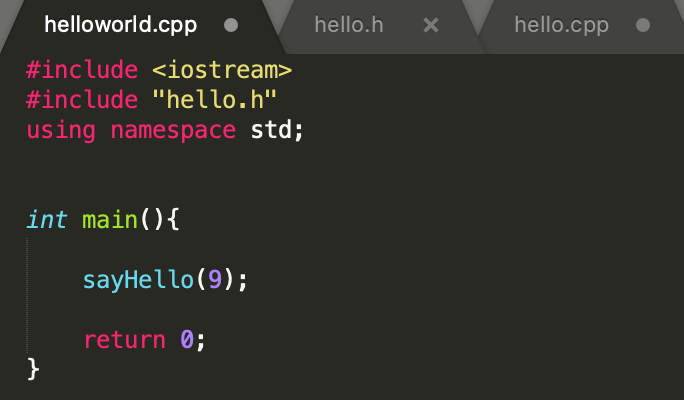 helloworld.cpp hello.h × hello.cpp
#include <iostream>
#include "hello.h"
using namespace std;
int main(){
sayHello(9);
return 0;
}